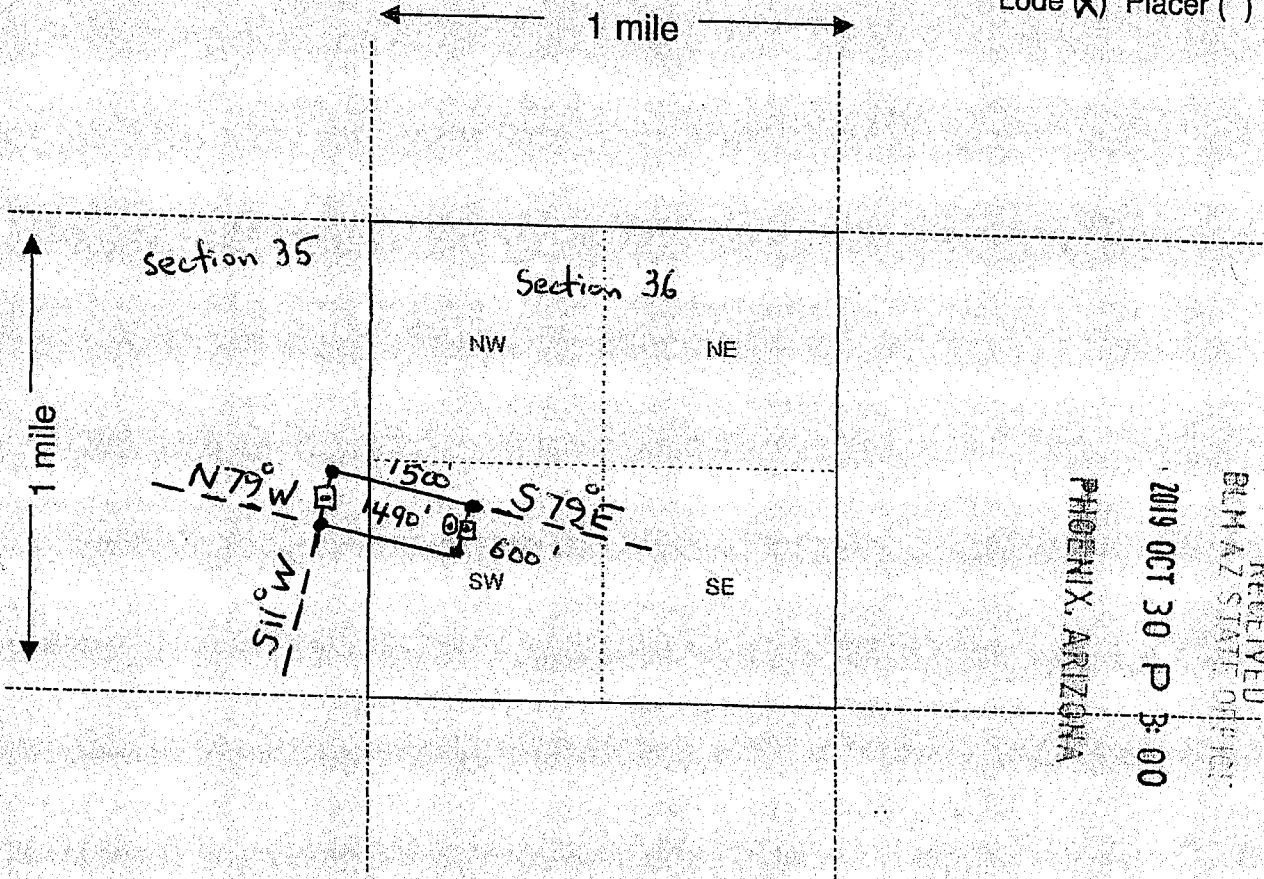 Lode (X) Placer ( )
1 mile
section 35
Section 36
NW
NE
1 mile
N79°W
1500'
1490'
S79°E
600'
SW
SE
S11°W
RECEIVED
BLM AZ STATE OFFICE
2019 OCT 30 P 3:00
PHOENIX, ARIZONA